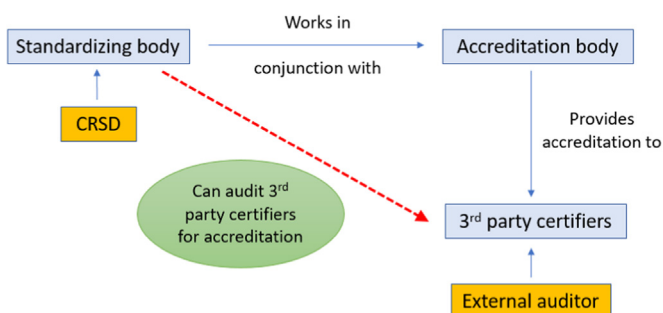 Works in
Standardizing body
Accreditation body
conjunction with
CRSD
Provides
accreditation to
Can audit 3rd
party certifiers
for accreditation
3rd party certifiers
External auditor